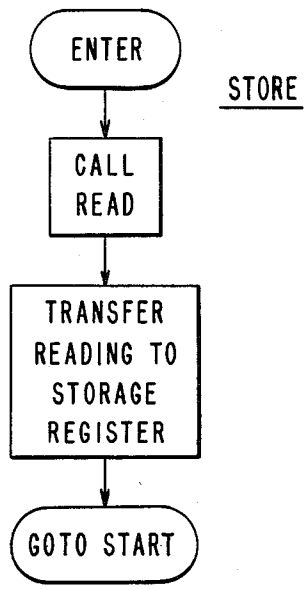 ENTER
STORE
CALL
READ
TRANSFER
READING TO
STORAGE
REGISTER
GOTO START